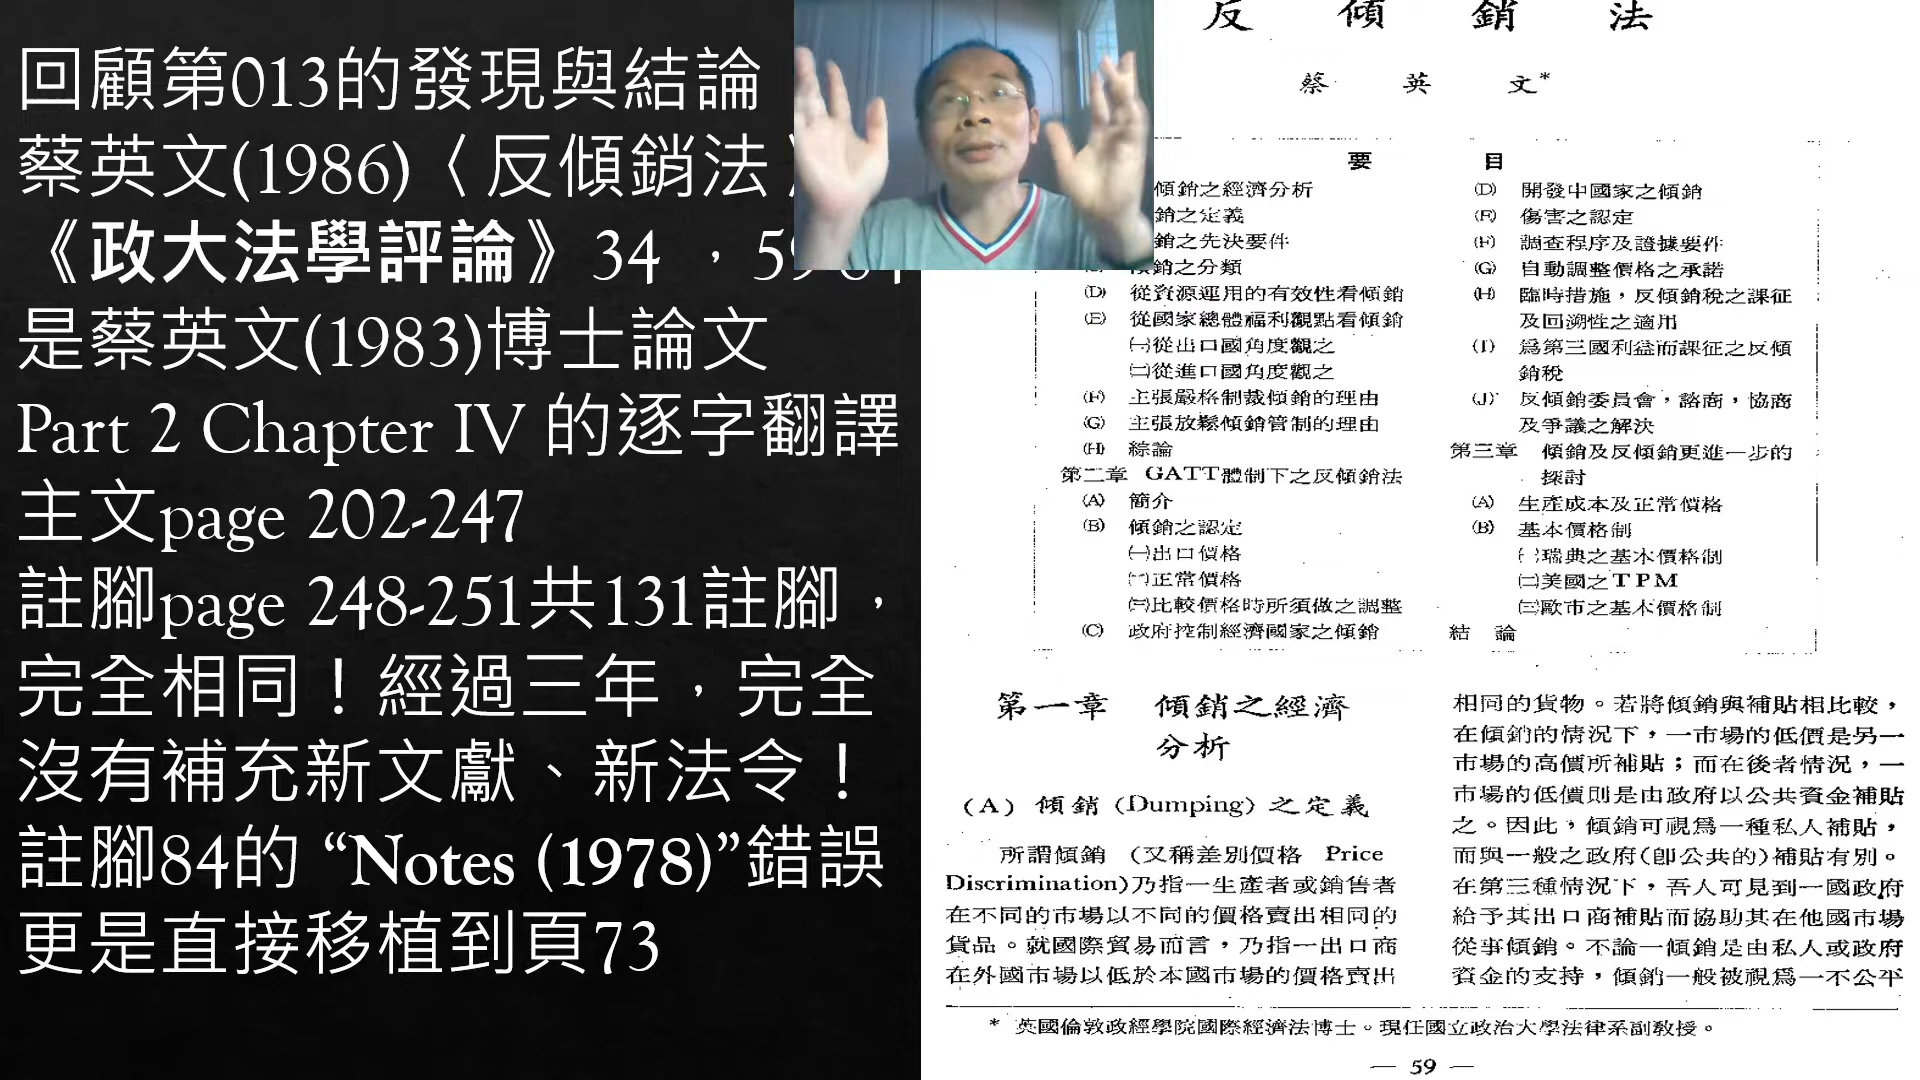 回顧第013的發現與結論
蔡英文(1986)〈反傾銷法
《政大法學評論》34，
是蔡英文(1983)博士論文
Part 2 Chapter IV 的逐字翻譯
主文page 202-247
註腳page 248-251共131註腳，
完全相同！經過三年，完全
沒有補充新文獻、新法令！
註腳84的 “Notes (1978)”錯誤
更是直接移植到頁73
反傾銷法
蔡英文*
要目
傾銷之經濟分析
銷之定義
銷之先決要件
傾銷之分類
(D) 從資源運用的有效性看傾銷
(E) 從國家總體福利觀點看傾銷
㈠從出口國角度觀之
㈡從進口國角度觀之
(F) 主張嚴格制裁傾銷的理由
(G) 主張放鬆傾銷管制的理由
(H) 綜論
第二章 GATT體制下之反傾銷法
(A) 簡介
(B) 傾銷之認定
㈠出口價格
㈡正常價格
㈢比較價格時所須做之調整
(C) 政府控制經濟國家之傾銷
(D) 開發中國家之傾銷
(E) 傷害之認定
(F) 調查程序及證據要件
(G) 自動調整價格之承諾
(H) 臨時措施，反傾銷稅之課征
及回溯性之適用
(I) 爲第三國利益而課征之反傾
銷稅
(J) 反傾銷委員會，諮商，協商
及爭議之解決
第三章 傾銷及反傾銷更進一步的
探討
(A) 生產成本及正常價格
(B) 基本價格制
㈠瑞典之基本價格制
㈡美國之TPM
㈢歐市之基本價格制
結論
第一章 傾銷之經濟
分析
(A) 傾銷 (Dumping) 之定義
所謂傾銷 (又稱差別價格 Price
Discrimination)乃指一生產者或銷售者
在不同的市場以不同的價格賣出相同的
貨品。就國際貿易而言，乃指一出口商
在外國市場以低於本國市場的價格賣出
相同的貨物。若將傾銷與補貼相比較，
在傾銷的情況下，一市場的低價是另一
市場的高價所補貼；而在後者情況，一
市場的低價則是由政府以公共資金補貼
之。因此，傾銷可視爲一種私人補貼，
而與一般之政府(卽公共的)補貼有別。
在第三種情況下，吾人可見到一國政府
給予其出口商補貼而協助其在他國市場
從事傾銷。不論一傾銷是由私人或政府
資金的支持，傾銷一般被視爲一不公平
* 英國倫敦政經學院國際經濟法博士。現任國立政治大學法律系副教授。
— 59 —